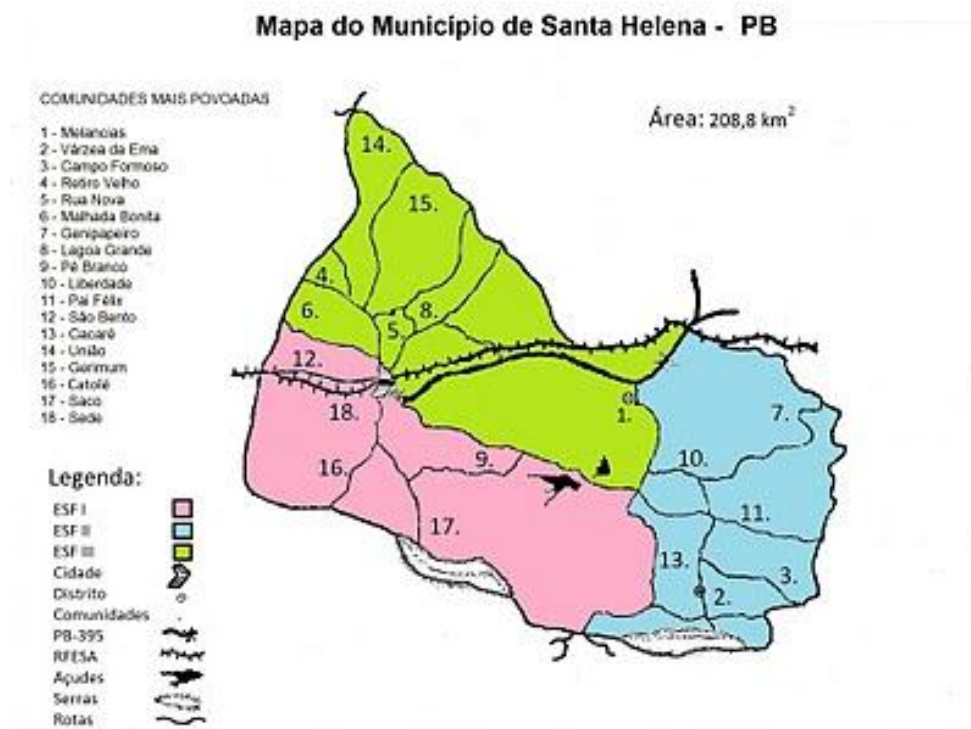 Mapa do Município de Santa Helena - PB
COMUNIDADES MAIS POVOADAS
Área: 208,8 km²
1 - Melancias
2 - Várzea da Ema
3 - Campo Formoso
4 - Retiro Velho
5 - Rua Nova
6 - Malhada Bonita
7 - Genipapeiro
8 - Lagoa Grande
9 - Pé Branco
10 - Liberdade
11 - Pai Félix
12 - São Bento
13 - Cacaré
14 - União
15 - Gerimum
16 - Catolé
17 - Saco
18 - Sede
14.
15.
4.
6.
5.
8.
12.
18.
1.
7.
16.
9.
10.
17.
11.
13.
3.
2.
Legenda:
ESF I
ESF II
ESF III
Cidade
Distrito
Comunidades
PB-395
RFESA
Açudes
Serras
Rotas